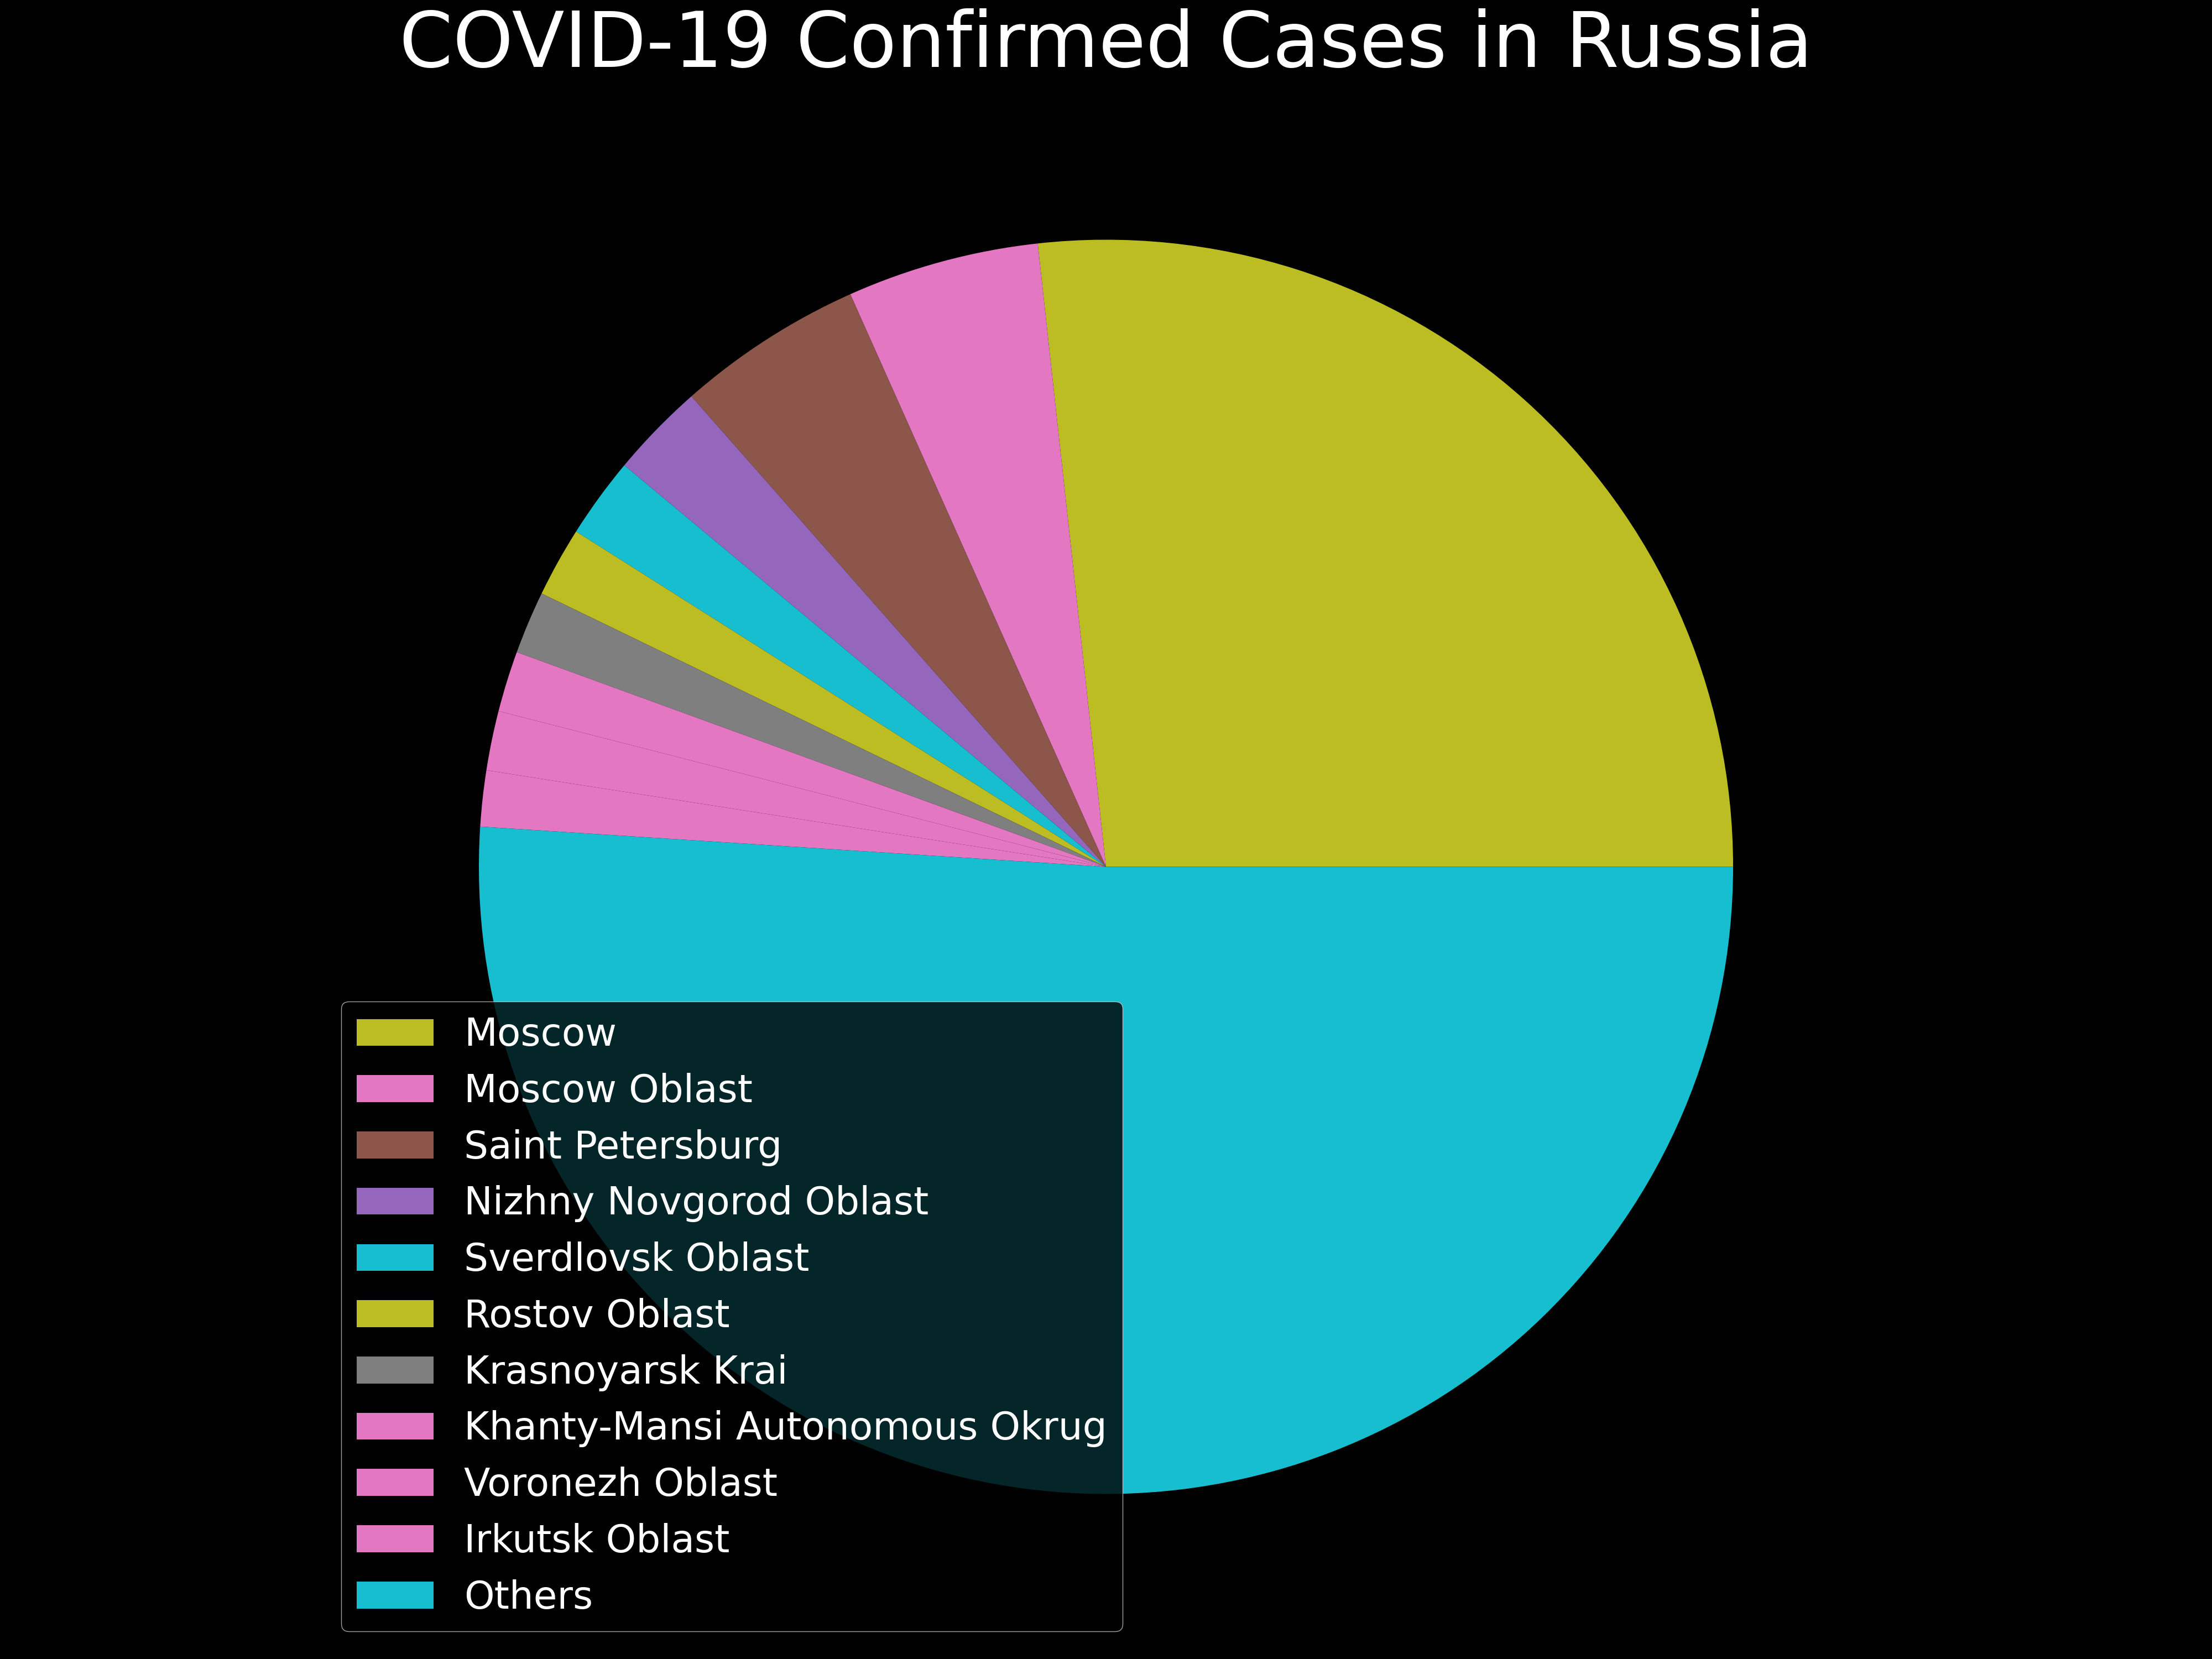 COVID-19 Confirmed Cases in Russia
Moscow
Moscow Oblast
Saint Petersburg
Nizhny Novgorod Oblast
Sverdlovsk Oblast
Rostov Oblast
Krasnoyarsk Krai
Khanty-Mansi Autonomous Okrug
Voronezh Oblast
Irkutsk Oblast
Others